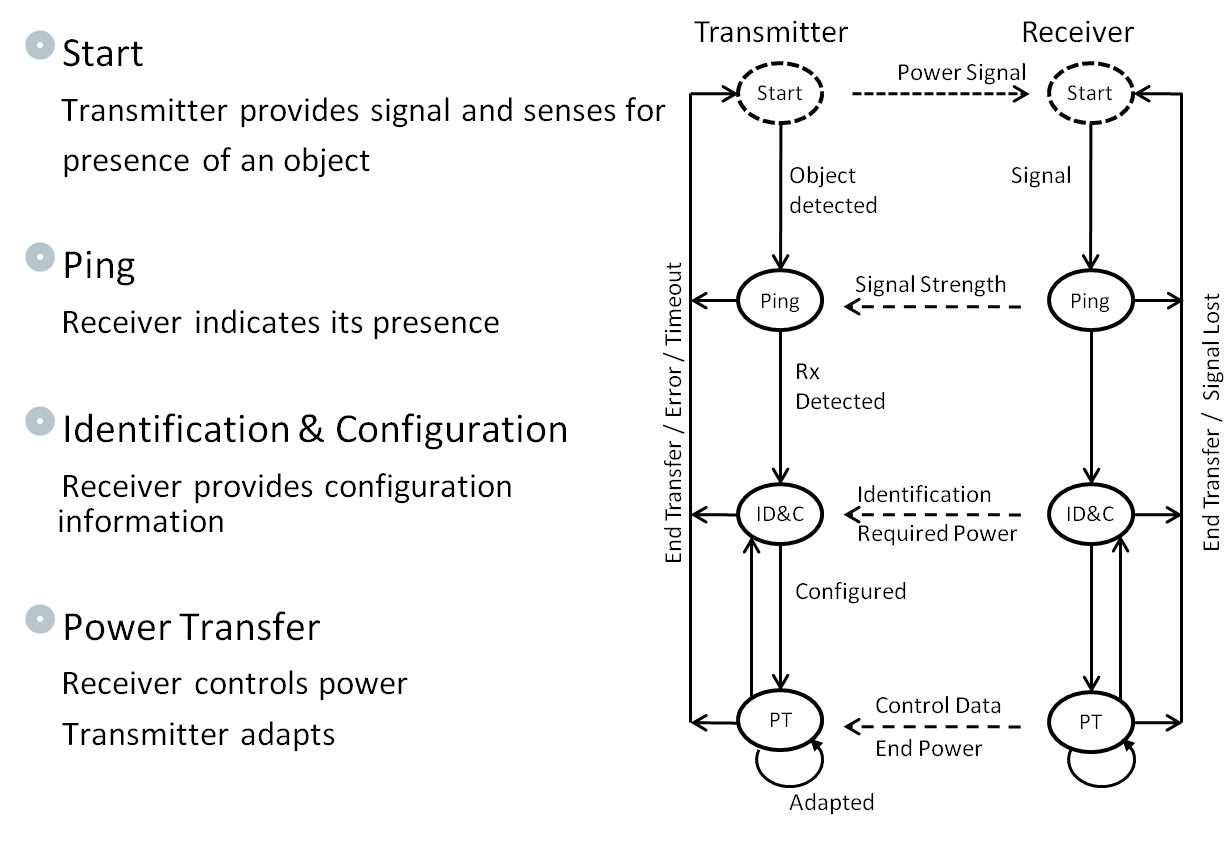 Start
Transmitter provides signal and senses for
presence of an object
Ping
Receiver indicates its presence
Identification & Configuration
Receiver provides configuration
information
Power Transfer
Receiver controls power
Transmitter adapts
Transmitter
Receiver
Start
Power Signal
Start
Object
detected
Signal
Ping
Signal Strength
Ping
Rx
Detected
ID&C
Identification
Required Power
ID&C
Configured
PT
Control Data
End Power
PT
Adapted
End Transfer / Error / Timeout
End Transfer / Signal Lost